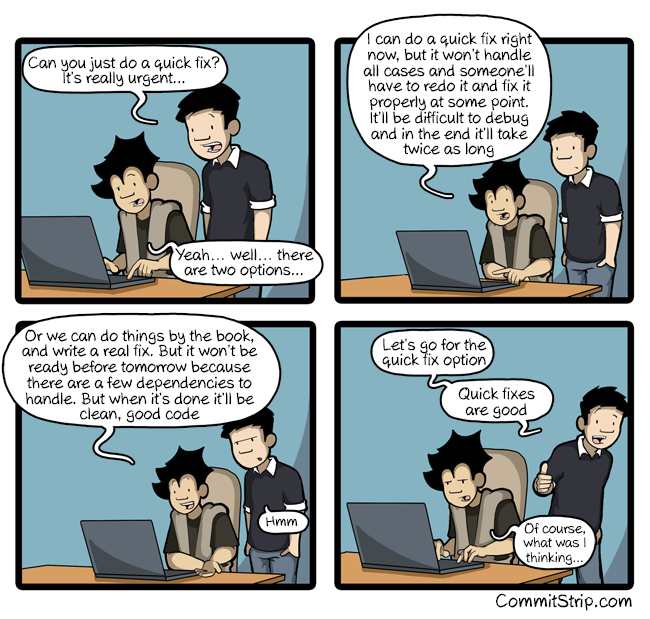 Can you just do a quick fix?
It's really urgent...
Yeah... well... there
are two options...
I can do a quick fix right
now, but it won't handle
all cases and someone'll
have to redo it and fix it
properly at some point.
It'll be difficult to debug
and in the end it'll take
twice as long
Or we can do things by the book,
and write a real fix. But it won't be
ready before tomorrow because
there are a few dependencies to
handle. But when it's done it'll be
clean, good code
Hmm
Let's go for the
quick fix option
Quick fixes
are good
Of course,
what was I
thinking...
CommitStrip.com